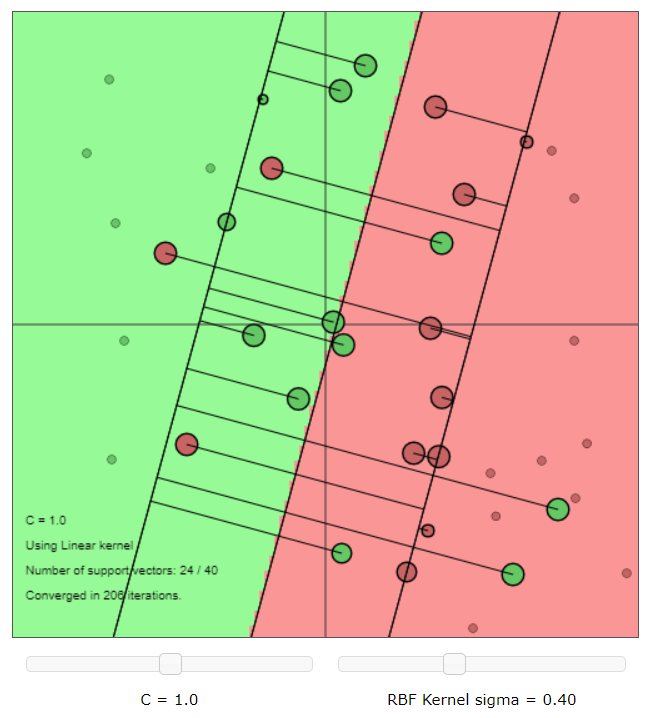 C = 1.0
Using Linear kernel
Number of support vectors: 24 / 40
Converged in 206 iterations.
C = 1.0
RBF Kernel sigma = 0.40